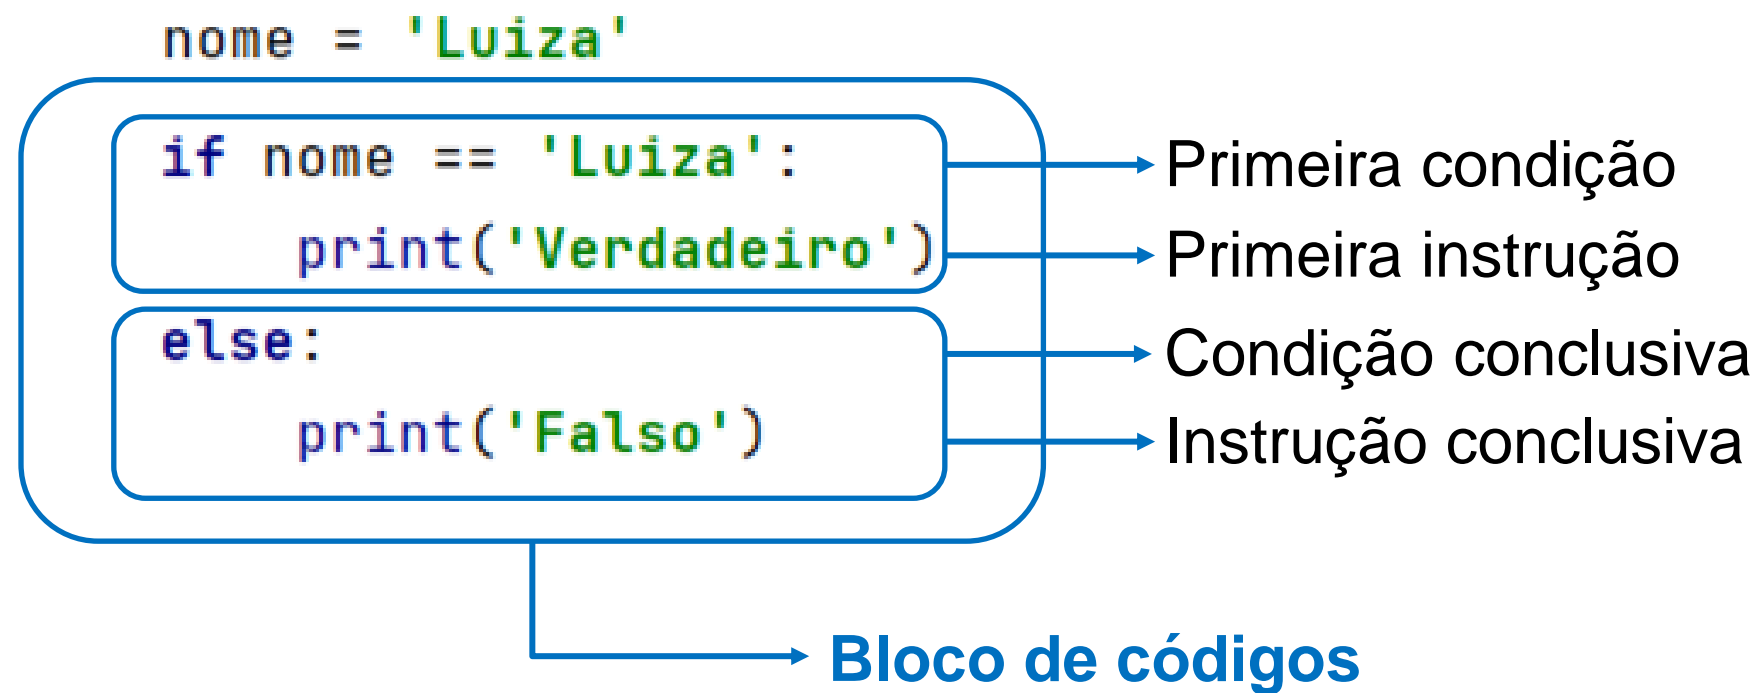 nome = 'Luiza'
if nome == 'Luiza':
print('Verdadeiro')
else:
print('Falso')
Primeira condição
Primeira instrução
Condição conclusiva
Instrução conclusiva
Bloco de códigos